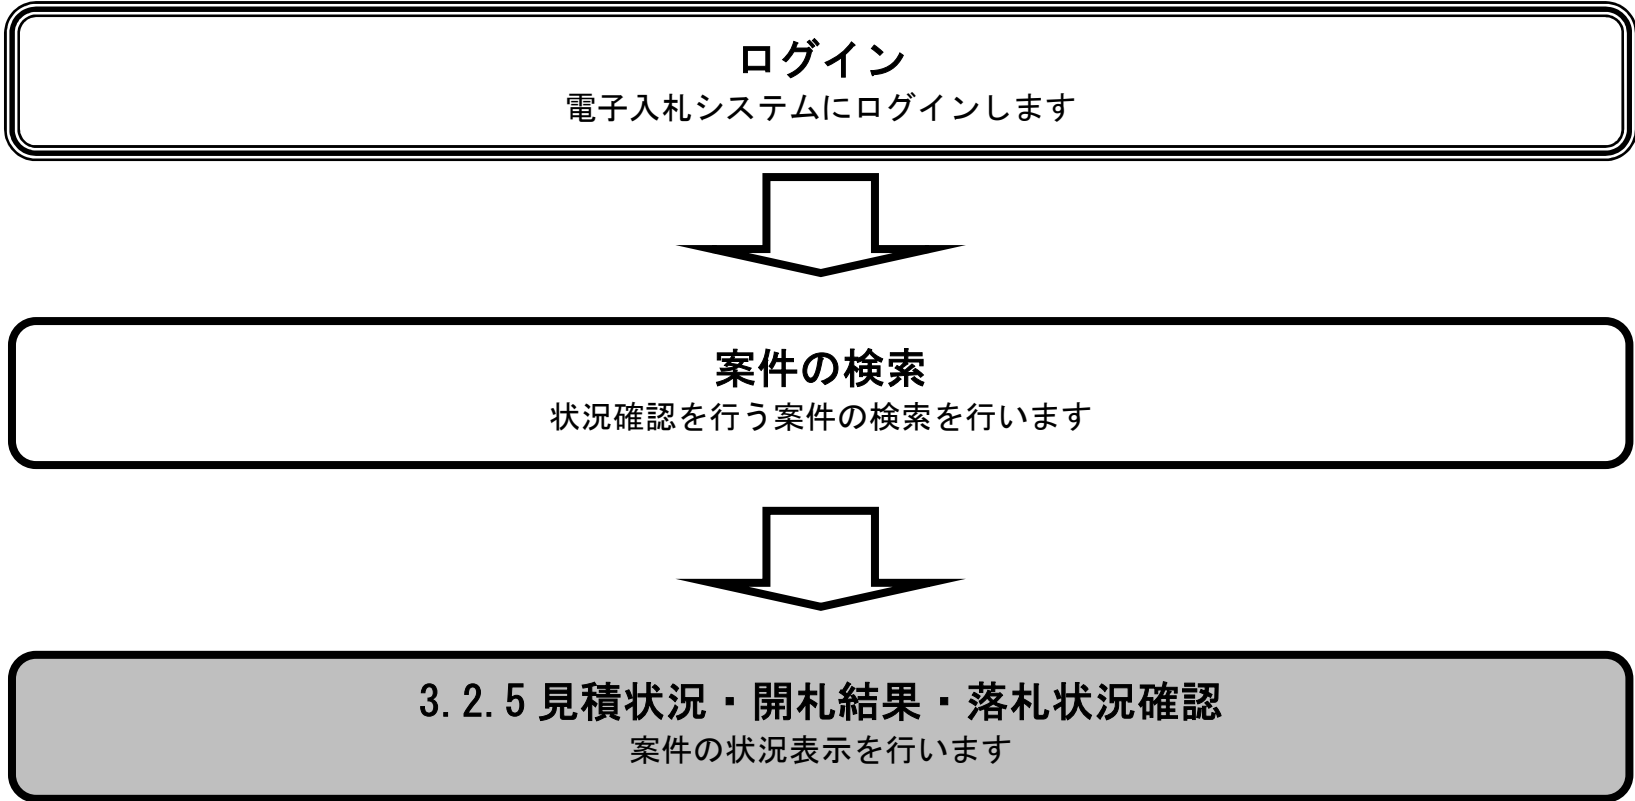 ログイン
電子入札システムにログインします
案件の検索
状況確認を行う案件の検索を行います
3.2.5 見積状況・開札結果・落札状況確認
案件の状況表示を行います